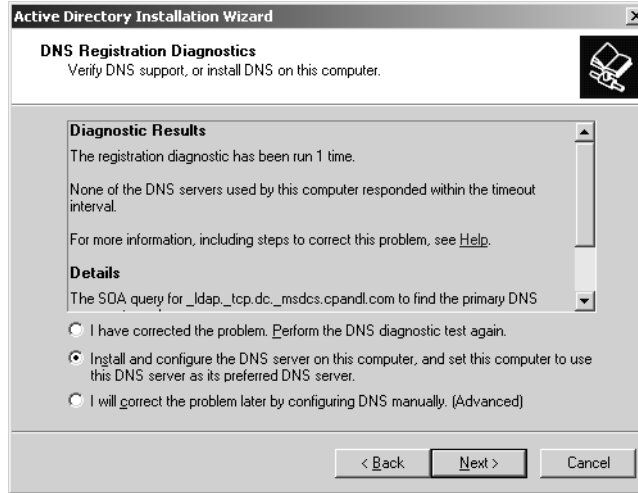 Active Directory Installation Wizard
DNS Registration Diagnostics
Verify DNS support, or install DNS on this computer.
Diagnostic Results
The registration diagnostic has been run 1 time.
None of the DNS servers used by this computer responded within the timeout
interval.
For more information, including steps to correct this problem, see Help.
Details
The SOA query for _ldap._tcp.dc._msdcs.cpandl.com to find the primary DNS
I have corrected the problem. Perform the DNS diagnostic test again.
Install and configure the DNS server on this computer, and set this computer to use
this DNS server as its preferred DNS server.
I will correct the problem later by configuring DNS manually. (Advanced)
< Back
Next >
Cancel